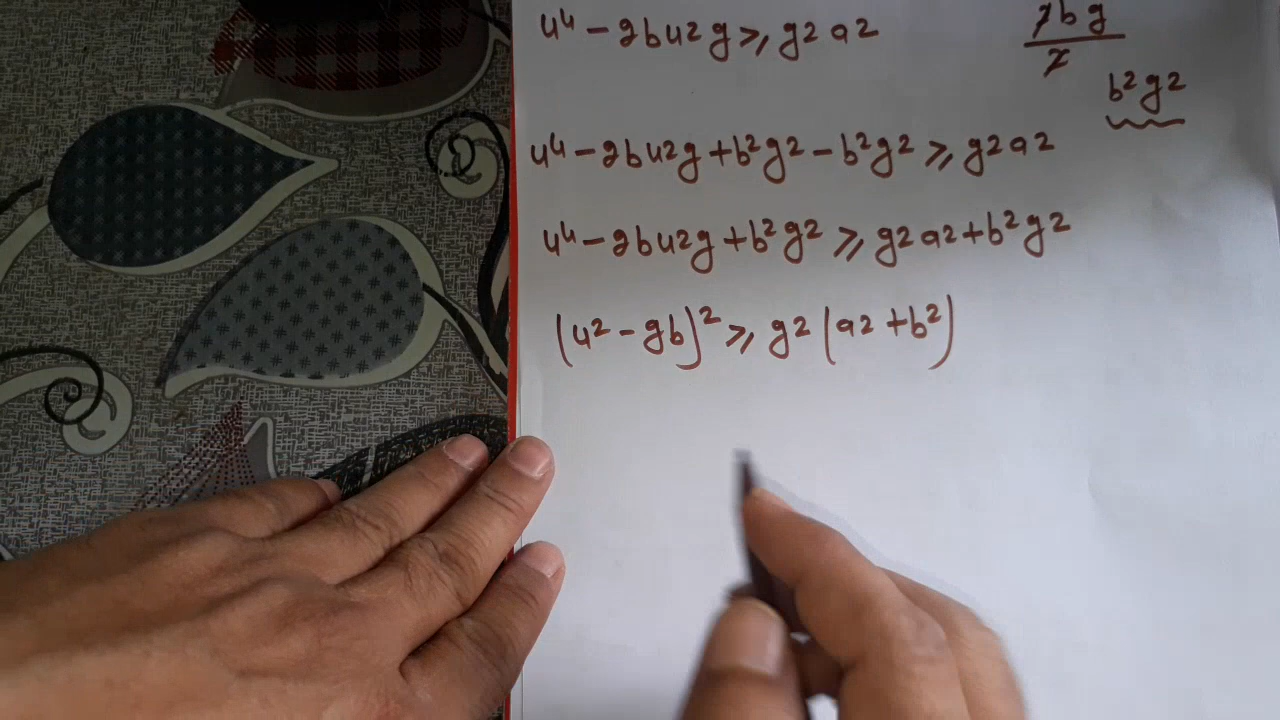 u⁴ - 2bu²g ≥ g²a²
2bg
2
b²g²
u⁴ - 2bu²g + b²g² - b²g² ≥ g²a²
u⁴ - 2bu²g + b²g² ≥ g²a² + b²g²
(u² - gb)² ≥ g²(a² + b²)